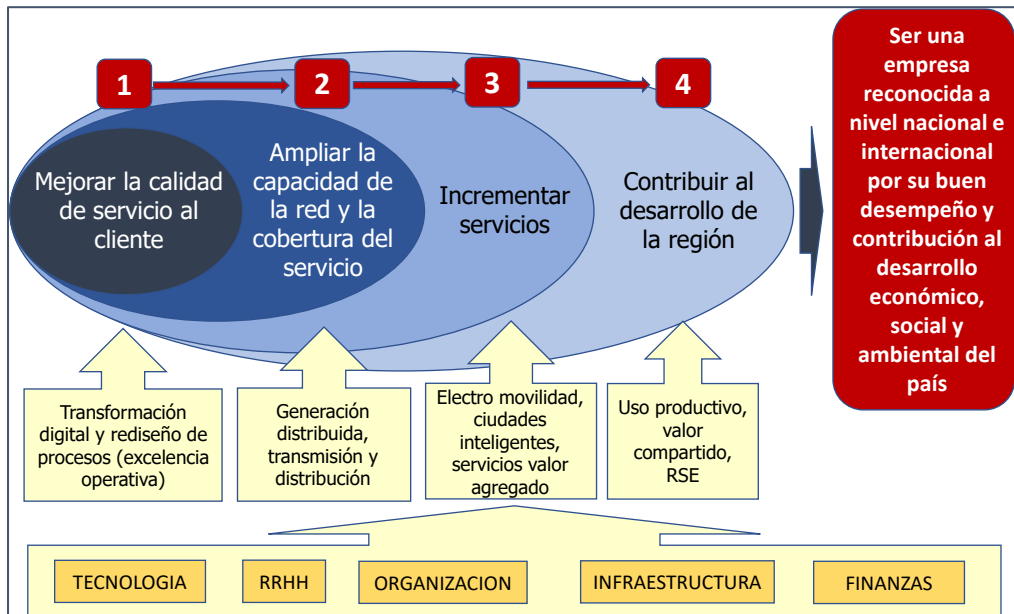 1
2
3
4
Mejorar la calidad
de servicio al
cliente
Ampliar la
capacidad de
la red y la
cobertura del
servicio
Incrementar
servicios
Contribuir al
desarrollo de
la región
Ser una
empresa
reconocida a
nivel nacional e
internacional
por su buen
desempeño y
contribución al
desarrollo
económico,
social y
ambiental del
país
Transformación
digital y rediseño de
procesos (excelencia
operativa)
Generación
distribuida,
transmisión y
distribución
Electro movilidad,
ciudades
inteligentes,
servicios valor
agregado
Uso productivo,
valor
compartido,
RSE
TECNOLOGIA
RRHH
ORGANIZACION
INFRAESTRUCTURA
FINANZAS